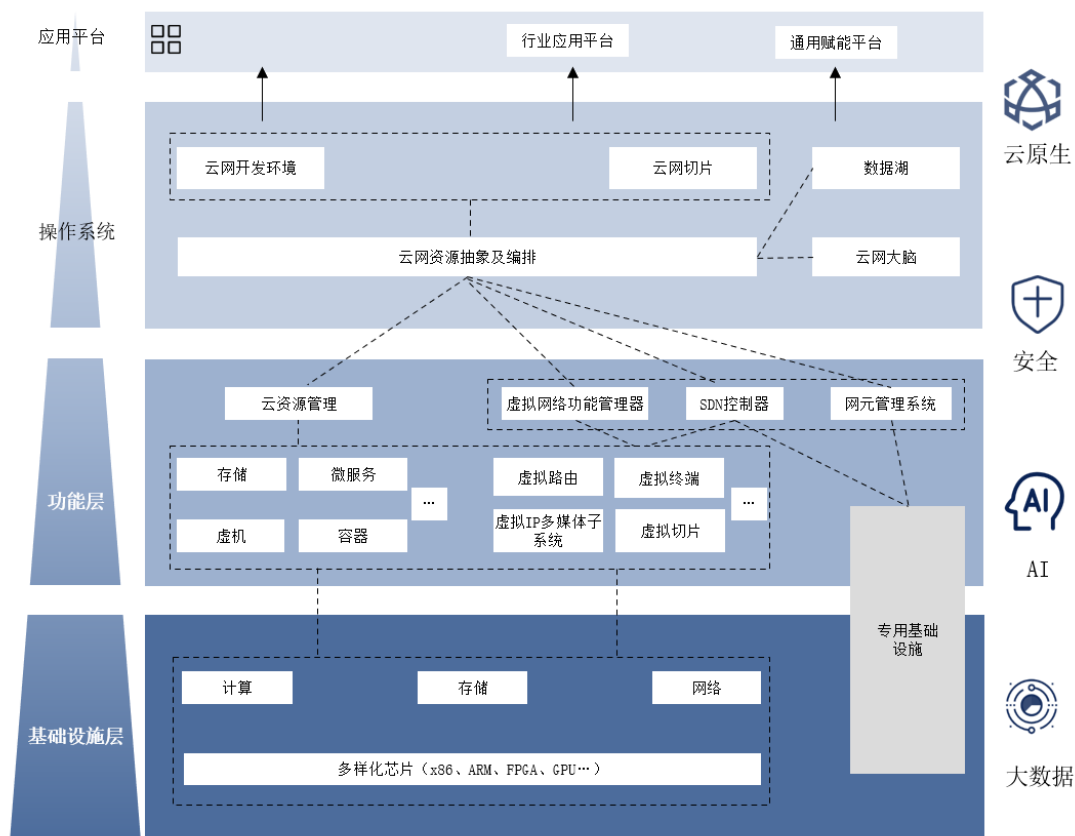 应用平台
行业应用平台
通用赋能平台
云原生
操作系统
云网开发环境
云网切片
数据湖
云网资源抽象及编排
云网大脑
安全
功能层
云资源管理
虚拟网络功能管理器
SDN控制器
网元管理系统
存储
微服务
…
虚拟路由
虚拟终端
…
虚机
容器
虚拟IP多媒体子
系统
虚拟切片
AI
AI
专用基础
设施
基础设施层
计算
存储
网络
多样化芯片（x86、ARM、FPGA、GPU…）
大数据